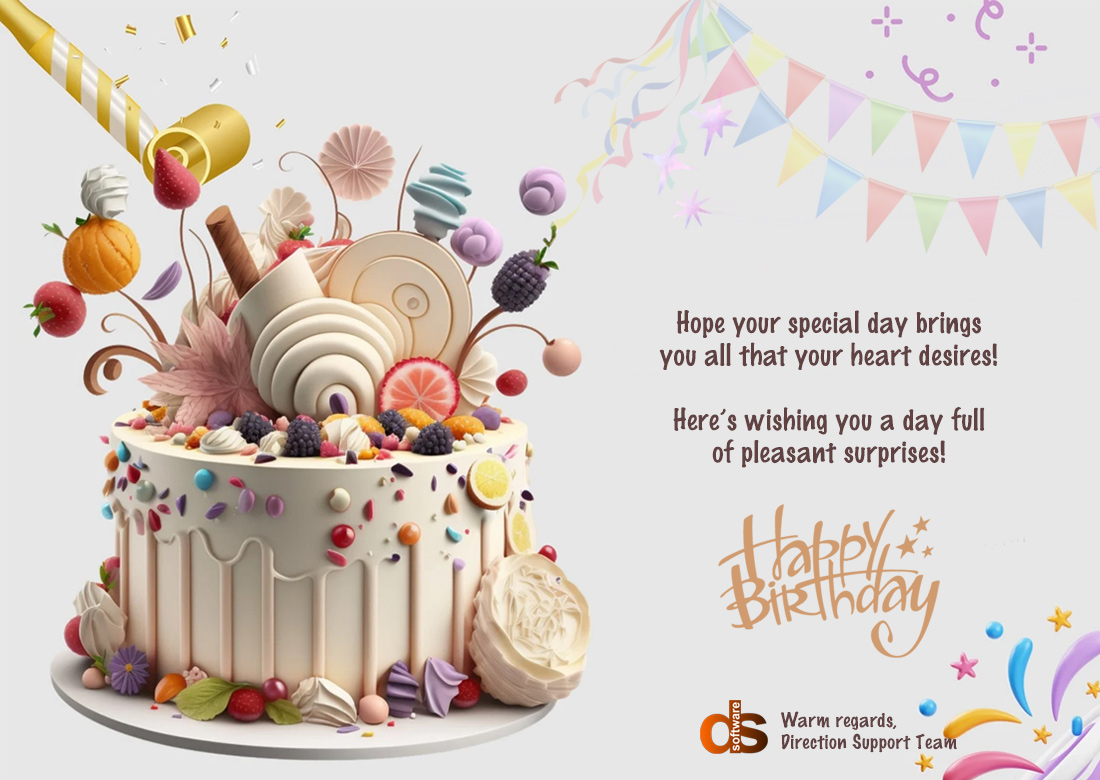 Hope your special day brings
you all that your heart desires!
Here's wishing you a day full
of pleasant surprises!
Happy
Birthday
ds software
Warm regards,
Direction Support Team